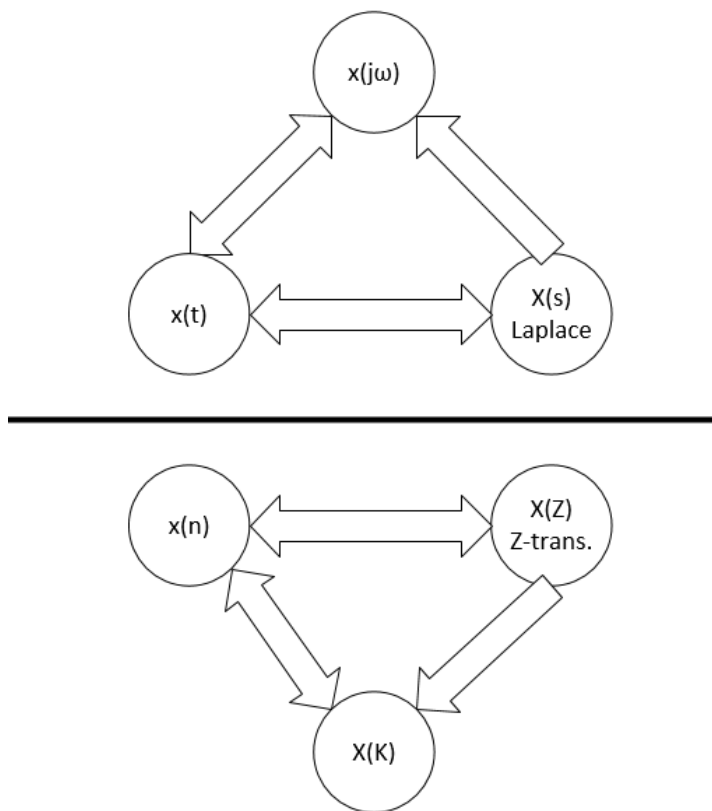 x(jω)
x(t)
X(s)
Laplace
x(n)
X(Z)
Z-trans.
X(K)